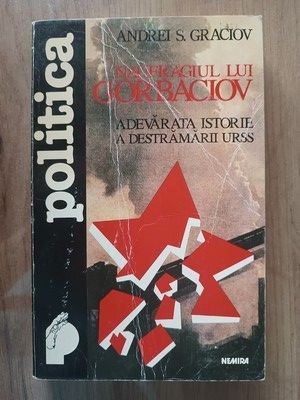 politica
ANDREI S. GRACIOV
NAUFRAGIUL LUI
GORBACIOV
ADEVĂRATA ISTORIE
A DESTRĂMĂRII URSS
NEMIRA